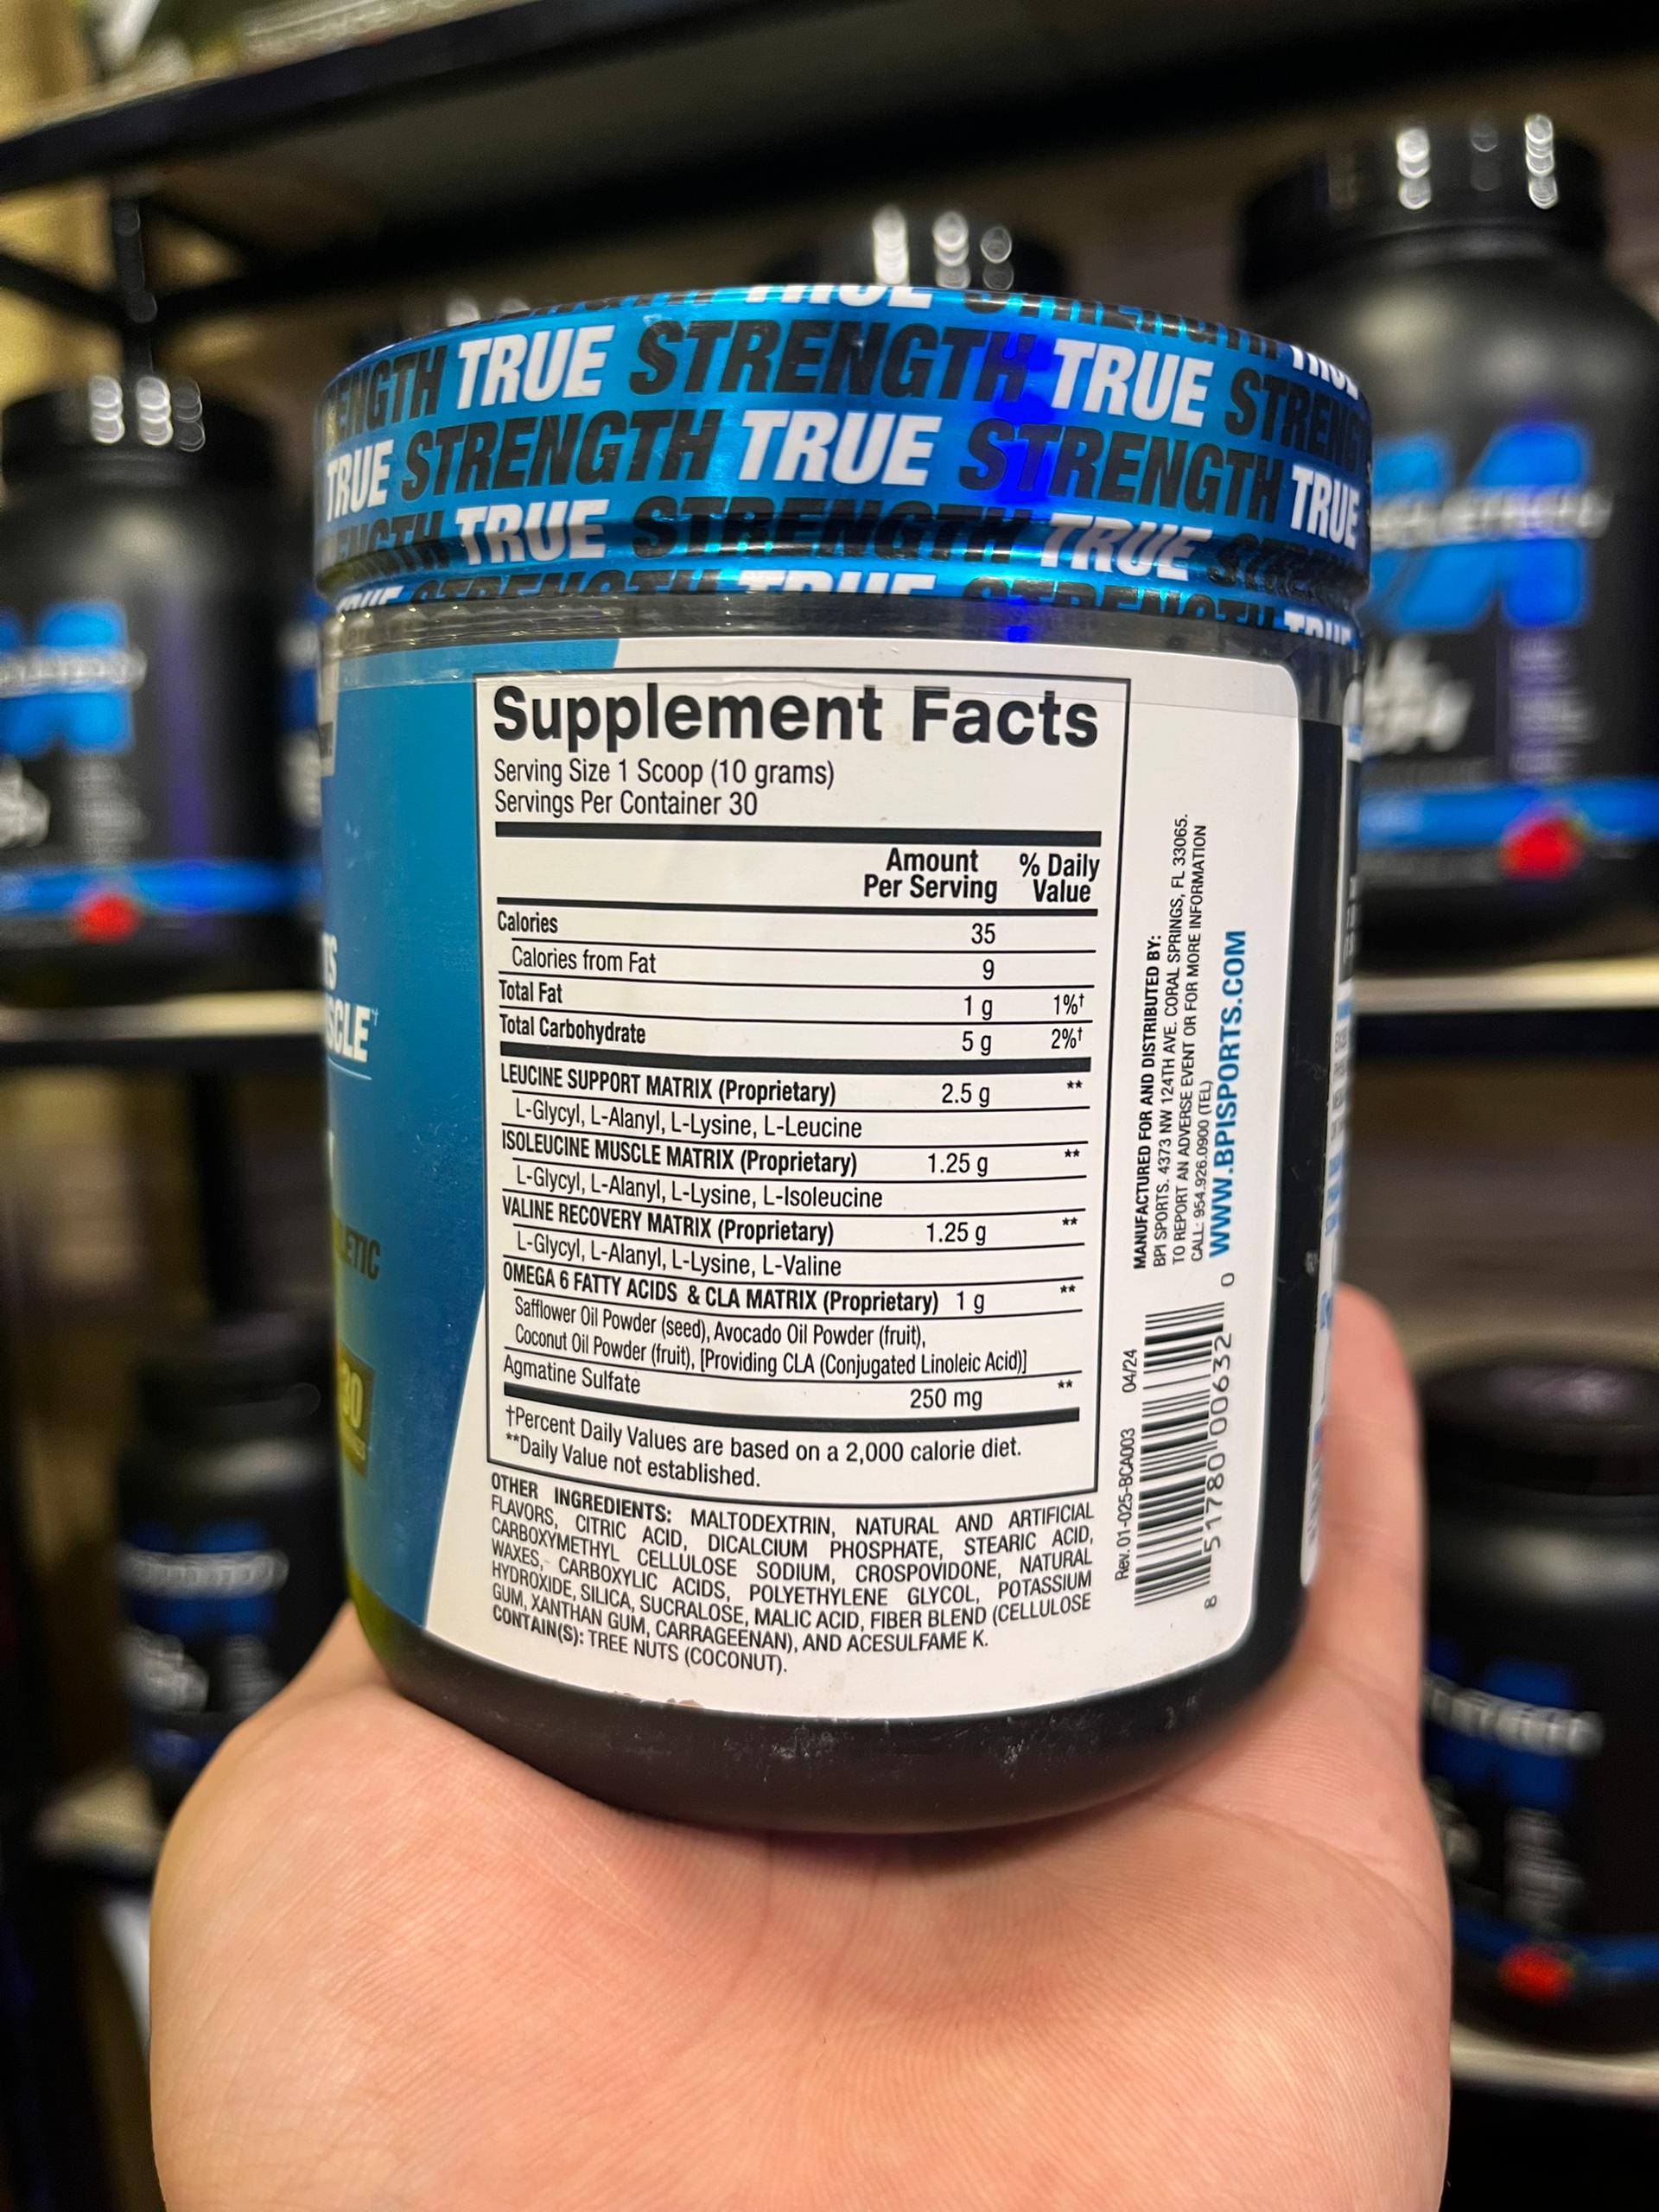 TRUE STRENGTH TRUE
TRUE STRENGTH TRUE STRENGTH TRUE
TRUE STRENGTH TRUE
Supplement Facts
Serving Size 1 Scoop (10 grams)
Servings Per Container 30
Amount Per Serving % Daily Value
Calories 35
Calories from Fat 9
Total Fat 1 g 1%†
Total Carbohydrate 5 g 2%†
LEUCINE SUPPORT MATRIX (Proprietary) 2.5 g **
L-Glycyl, L-Alanyl, L-Lysine, L-Leucine
ISOLEUCINE MUSCLE MATRIX (Proprietary) 1.25 g **
L-Glycyl, L-Alanyl, L-Lysine, L-Isoleucine
VALINE RECOVERY MATRIX (Proprietary) 1.25 g **
L-Glycyl, L-Alanyl, L-Lysine, L-Valine
OMEGA 6 FATTY ACIDS & CLA MATRIX (Proprietary) 1 g **
Safflower Oil Powder (seed), Avocado Oil Powder (fruit),
Coconut Oil Powder (fruit), [Providing CLA (Conjugated Linoleic Acid)]
Agmatine Sulfate 250 mg **
†Percent Daily Values are based on a 2,000 calorie diet.
**Daily Value not established.
OTHER INGREDIENTS: MALTODEXTRIN, NATURAL AND ARTIFICIAL
FLAVORS, CITRIC ACID, DICALCIUM PHOSPHATE, STEARIC ACID,
CARBOXYMETHYL CELLULOSE SODIUM, CROSPOVIDONE, NATURAL
WAXES, CARBOXYLIC ACIDS, POLYETHYLENE GLYCOL, POTASSIUM
HYDROXIDE, SILICA, SUCRALOSE, MALIC ACID, FIBER BLEND (CELLULOSE
GUM, XANTHAN GUM, CARRAGEENAN), AND ACESULFAME K.
CONTAIN(S): TREE NUTS (COCONUT).
MANUFACTURED FOR AND DISTRIBUTED BY:
BPI SPORTS. 4373 NW 124TH AVE. CORAL SPRINGS, FL 33065.
TO REPORT AN ADVERSE EVENT OR FOR MORE INFORMATION
CALL: 954.926.0900 (TEL)
WWW.BPISPORTS.COM
Rev. 01-025-BCA003 04/24
8 51780 00632 0